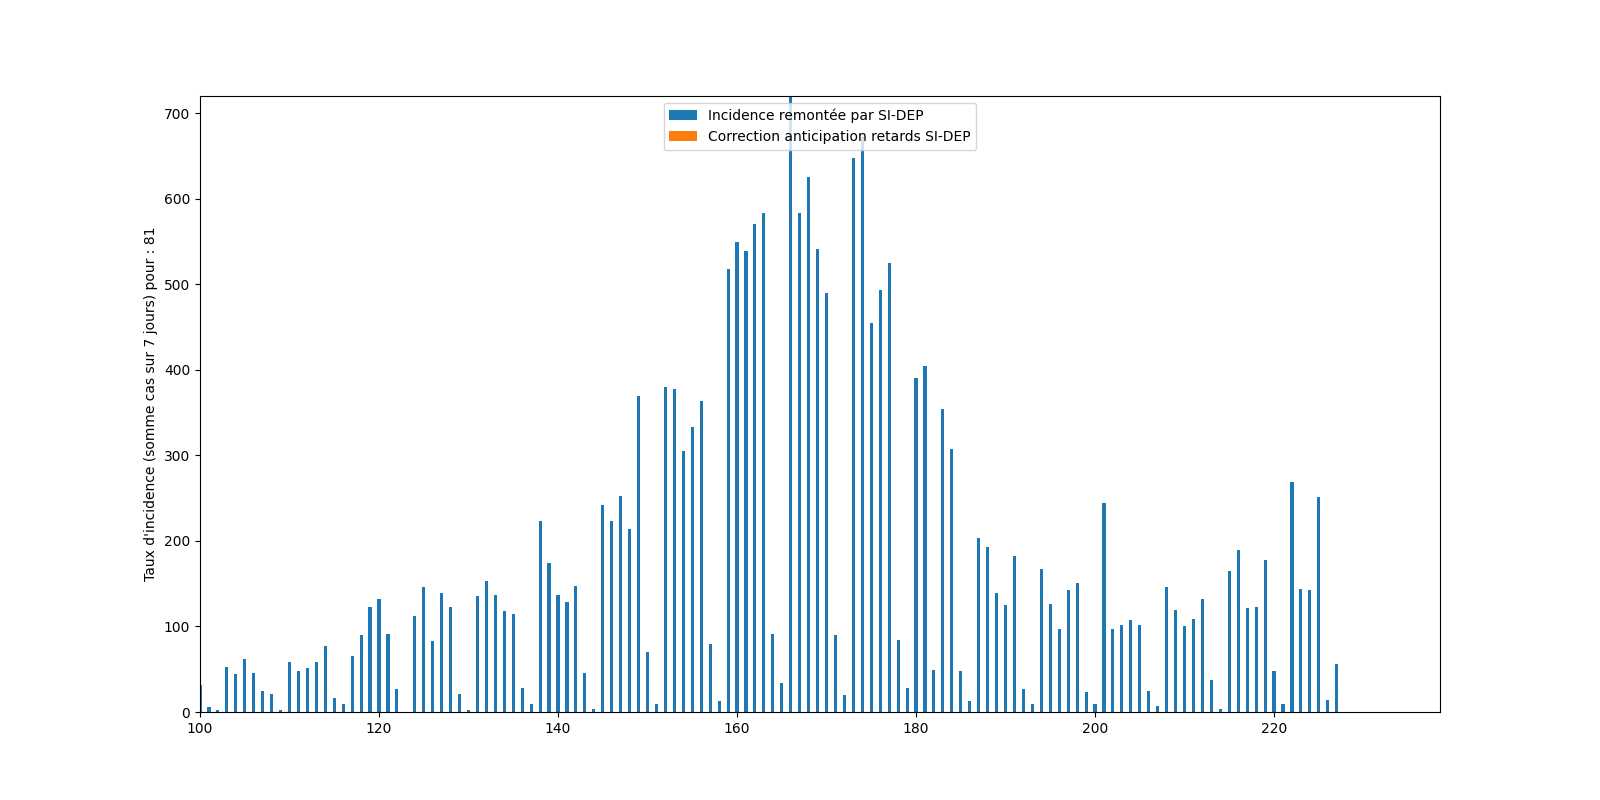 Incidence remontée par SI-DEP
Correction anticipation retards SI-DEP
Taux d'incidence (somme cas sur 7 jours) pour : 81
700
600
500
400
300
200
100
0
100 120 140 160 180 200 220